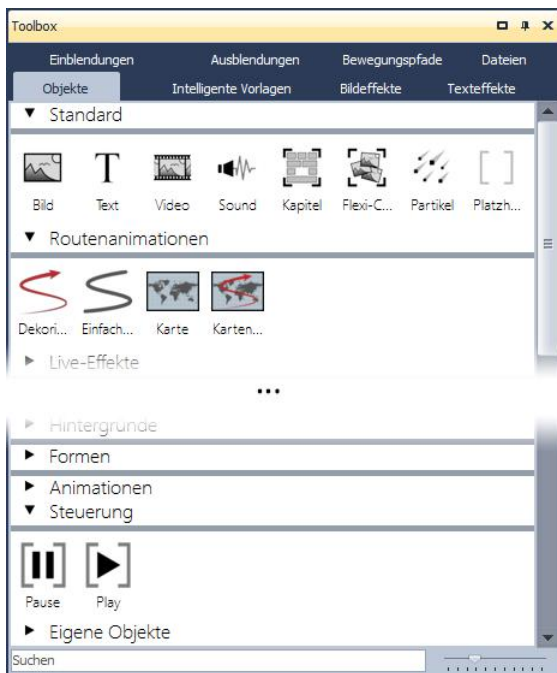 Toolbox
Einblendungen Ausblendungen Bewegungspfade Dateien
Objekte Intelligente Vorlagen Bildeffekte Texteffekte
Standard
Bild Text Video Sound Kapitel Flexi-C... Partikel Platzh...
Routenanimationen
Dekori... Einfach... Karte Karten...
Live-Effekte
...
Hintergründe
Formen
Animationen
Steuerung
Pause Play
Eigene Objekte
Suchen